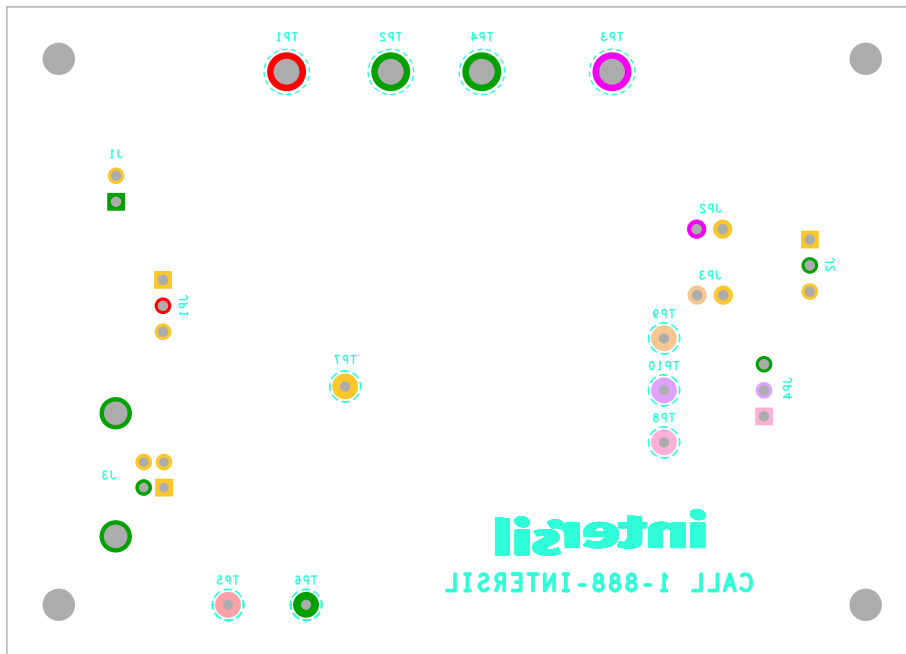 TP1
TP2
TP4
TP3
J1
JP2
J2
JP3
JP1
TP9
TP7
TP10
JP4
TP8
J3
intersil
CALL 1-888-INTERSIL
TP5
TP6